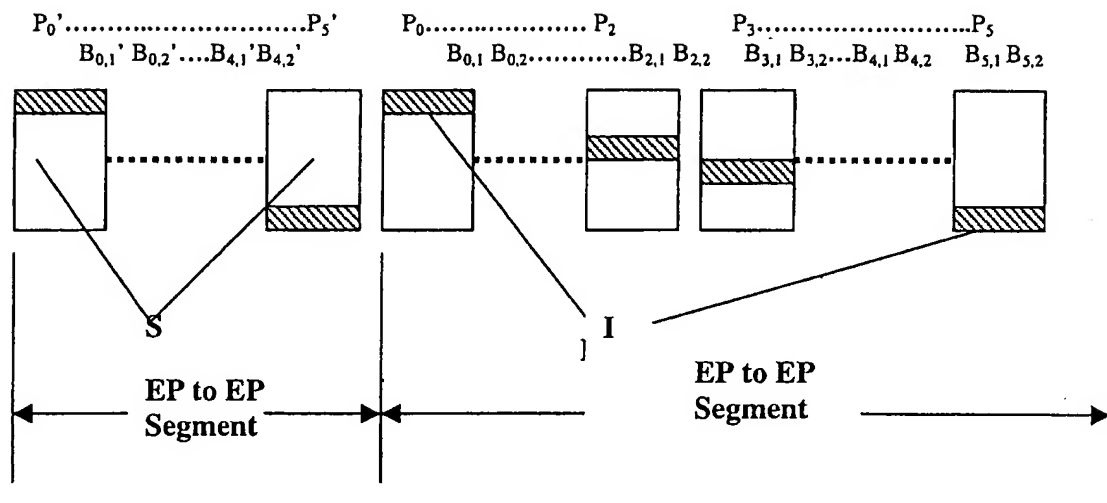 P₀'........................P₅' P₀................P₂ P₃........................P₅
B₀,₁' B₀,₂' ....B₄,₁'B₄,₂' B₀,₁ B₀,₂............B₂,₁ B₂,₂ B₃,₁ B₃,₂...B₄,₁ B₄,₂ B₅,₁ B₅,₂
S I
]
EP to EP
Segment
EP to EP
Segment